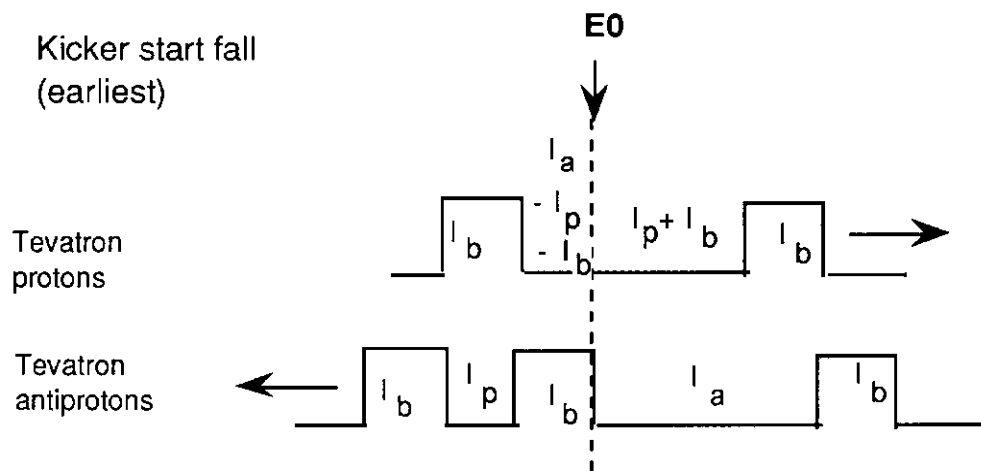 E0
Kicker start fall
(earliest)
I a
- I p
- I b
I b
I p + I b
I b
Tevatron
protons
Tevatron
antiprotons
I b
I p
I b
I a
I b